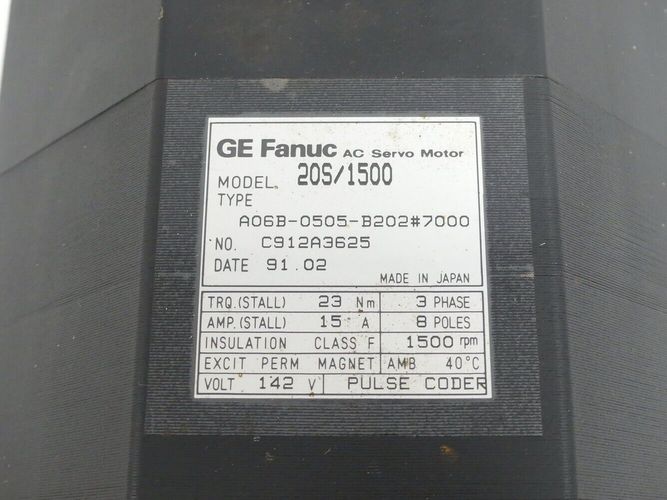 GE Fanuc AC Servo Motor
MODEL 20S/1500
TYPE
A06B-0505-B202#7000
NO. C912A3625
DATE 91.02
MADE IN JAPAN
TRQ.(STALL) 23 Nm 3 PHASE
AMP.(STALL) 15 A 8 POLES
INSULATION CLASS F 1500 rpm
EXCIT PERM MAGNET AMB 40°C
VOLT 142 V PULSE CODER